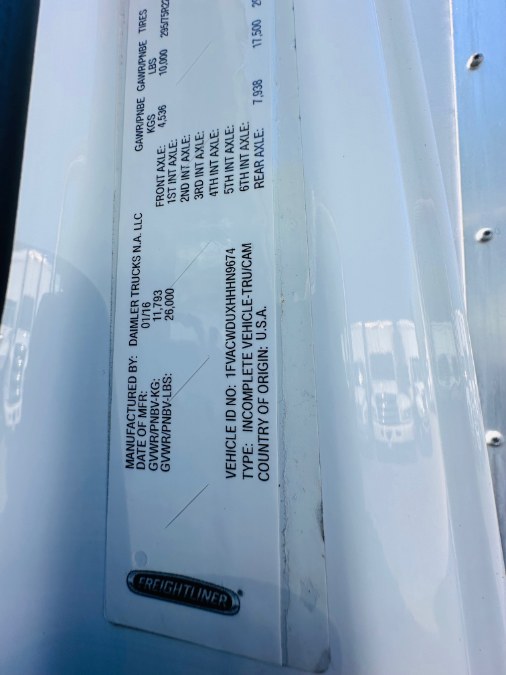 FREIGHTLINER
MANUFACTURED BY: DAIMLER TRUCKS N.A. LLC
DATE OF MFR: 01/16
GVWR/PNBV-KG: 11,793
GVWR/PNBV-LBS: 26,000
VEHICLE ID NO: 1FVACWDUXHHHN9674
TYPE: INCOMPLETE VEHICLE-TRU/CAM
COUNTRY OF ORIGIN: U.S.A.
GAWR/PNBE GAWR/PNBE TIRES
KGS LBS
FRONT AXLE: 4,536 10,000
1ST INT AXLE:
2ND INT AXLE:
3RD INT AXLE:
4TH INT AXLE:
5TH INT AXLE:
6TH INT AXLE:
REAR AXLE: 7,938 17,500